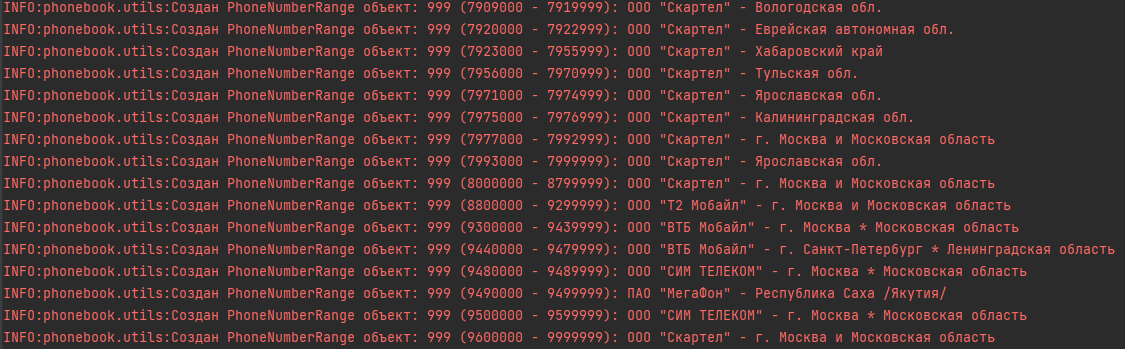 INFO:phonebook.utils:Создан PhoneNumberRange объект: 999 (7909000 - 7919999): ООО "Скартел" - Вологодская обл.
INFO:phonebook.utils:Создан PhoneNumberRange объект: 999 (7920000 - 7922999): ООО "Скартел" - Еврейская автономная обл.
INFO:phonebook.utils:Создан PhoneNumberRange объект: 999 (7923000 - 7955999): ООО "Скартел" - Хабаровский край
INFO:phonebook.utils:Создан PhoneNumberRange объект: 999 (7956000 - 7970999): ООО "Скартел" - Тульская обл.
INFO:phonebook.utils:Создан PhoneNumberRange объект: 999 (7971000 - 7974999): ООО "Скартел" - Ярославская обл.
INFO:phonebook.utils:Создан PhoneNumberRange объект: 999 (7975000 - 7976999): ООО "Скартел" - Калининградская обл.
INFO:phonebook.utils:Создан PhoneNumberRange объект: 999 (7977000 - 7992999): ООО "Скартел" - г. Москва и Московская область
INFO:phonebook.utils:Создан PhoneNumberRange объект: 999 (7993000 - 7999999): ООО "Скартел" - Ярославская обл.
INFO:phonebook.utils:Создан PhoneNumberRange объект: 999 (8000000 - 8799999): ООО "Скартел" - г. Москва и Московская область
INFO:phonebook.utils:Создан PhoneNumberRange объект: 999 (8800000 - 9299999): ООО "Т2 Мобайл" - г. Москва и Московская область
INFO:phonebook.utils:Создан PhoneNumberRange объект: 999 (9300000 - 9439999): ООО "ВТБ Мобайл" - г. Москва * Московская область
INFO:phonebook.utils:Создан PhoneNumberRange объект: 999 (9440000 - 9479999): ООО "ВТБ Мобайл" - г. Санкт-Петербург * Ленинградская область
INFO:phonebook.utils:Создан PhoneNumberRange объект: 999 (9480000 - 9489999): ООО "СИМ ТЕЛЕКОМ" - г. Москва * Московская область
INFO:phonebook.utils:Создан PhoneNumberRange объект: 999 (9490000 - 9499999): ПАО "МегаФон" - Республика Саха /Якутия/
INFO:phonebook.utils:Создан PhoneNumberRange объект: 999 (9500000 - 9599999): ООО "СИМ ТЕЛЕКОМ" - г. Москва * Московская область
INFO:phonebook.utils:Создан PhoneNumberRange объект: 999 (9600000 - 9999999): ООО "Скартел" - г. Москва и Московская область